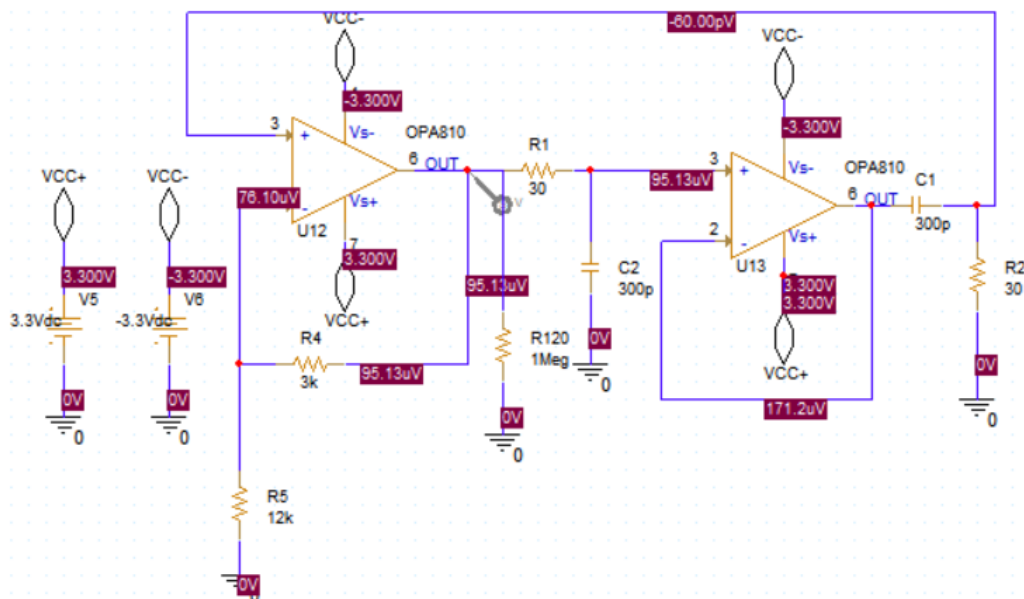 VCC-
-60.00pV
VCC-
-3.300V
3
+
Vs-
OPA810
6
OUT
R1
30
-3.300V
Vs-
OPA810
6
OUT
C1
300p
3
+
95.13uV
VCC+
VCC-
76.10uV
-
Vs+
U12
7
3.300V
2
-
Vs+
U13
3.300V
3.300V
R2
30
C2
300p
95.13uV
3.300V
V5
3.3Vdc
-3.300V
V6
-3.3Vdc
VCC+
R4
3k
95.13uV
R120
1Meg
0V
0
VCC+
0V
0
171.2uV
0V
0
0V
0
0V
0
R5
12k
0V
v